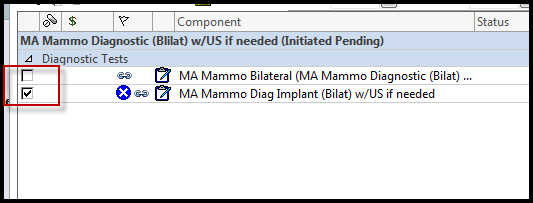 $ Component Status
MA Mammo Diagnostic (Blilat) w/US if needed (Initiated Pending)
Diagnostic Tests
MA Mammo Bilateral (MA Mammo Diagnostic (Bilat) ...
MA Mammo Diag Implant (Bilat) w/US if needed